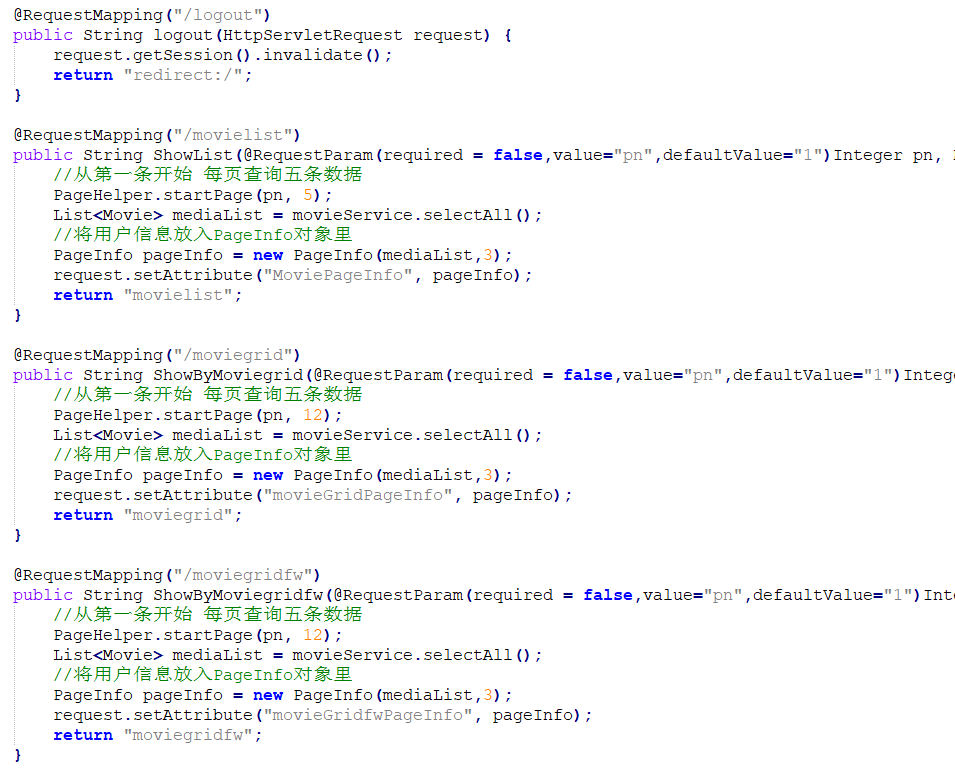 @RequestMapping("/logout")
public String logout(HttpServletRequest request) {
    request.getSession().invalidate();
    return "redirect:/";
}
@RequestMapping("/movielist")
public String ShowList(@RequestParam(required = false,value="pn",defaultValue="1")Integer pn,
    //从第一条开始 每页查询五条数据
    PageHelper.startPage(pn, 5);
    List<Movie> mediaList = movieService.selectAll();
    //将用户信息放入PageInfo对象里
    PageInfo pageInfo = new PageInfo(mediaList,3);
    request.setAttribute("MoviePageInfo", pageInfo);
    return "movielist";
}
@RequestMapping("/moviegrid")
public String ShowByMoviegrid(@RequestParam(required = false,value="pn",defaultValue="1")Integ
    //从第一条开始 每页查询五条数据
    PageHelper.startPage(pn, 12);
    List<Movie> mediaList = movieService.selectAll();
    //将用户信息放入PageInfo对象里
    PageInfo pageInfo = new PageInfo(mediaList,3);
    request.setAttribute("movieGridPageInfo", pageInfo);
    return "moviegrid";
}
@RequestMapping("/moviegridfw")
public String ShowByMoviegridfw(@RequestParam(required = false,value="pn",defaultValue="1")Int
    //从第一条开始 每页查询五条数据
    PageHelper.startPage(pn, 12);
    List<Movie> mediaList = movieService.selectAll();
    //将用户信息放入PageInfo对象里
    PageInfo pageInfo = new PageInfo(mediaList,3);
    request.setAttribute("movieGridfwPageInfo", pageInfo);
    return "moviegridfw";
}